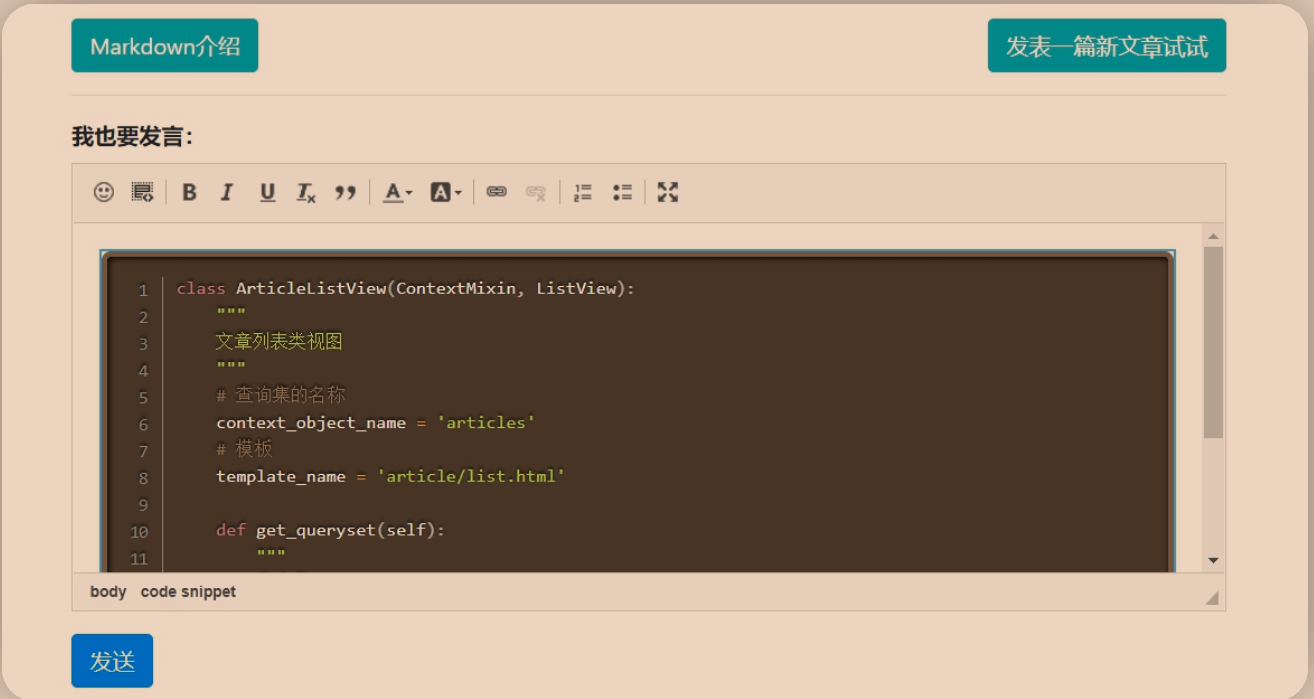 Markdown介绍
发表一篇新文章试试
我也要发言:
1 class ArticleListView(ContextMixin, ListView):
2     """
3     文章列表类视图
4     """
5     # 查询集的名称
6     context_object_name = 'articles'
7     # 模板
8     template_name = 'article/list.html'
9
10     def get_queryset(self):
11         """
body code snippet
发送